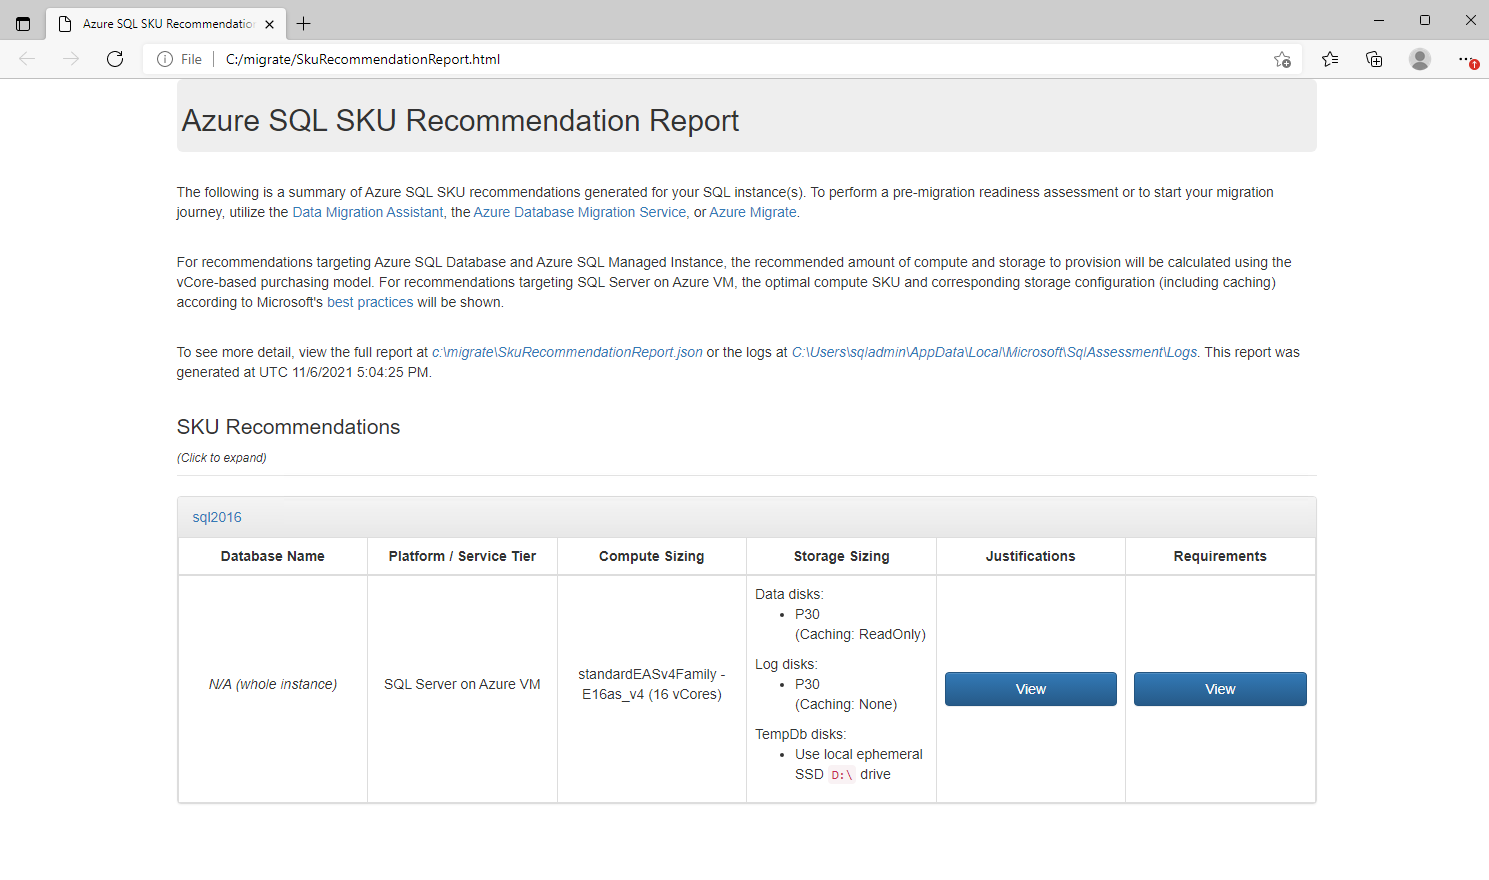 Azure SQL SKU Recommendation
File
C:/migrate/SkuRecommendationReport.html
Azure SQL SKU Recommendation Report
The following is a summary of Azure SQL SKU recommendations generated for your SQL instance(s). To perform a pre-migration readiness assessment or to start your migration
journey, utilize the Data Migration Assistant, the Azure Database Migration Service, or Azure Migrate.
For recommendations targeting Azure SQL Database and Azure SQL Managed Instance, the recommended amount of compute and storage to provision will be calculated using the
vCore-based purchasing model. For recommendations targeting SQL Server on Azure VM, the optimal compute SKU and corresponding storage configuration (including caching)
according to Microsoft's best practices will be shown.
To see more detail, view the full report at c:\migrate\SkuRecommendationReport.json or the logs at C:\Users\sqladmin\AppData\Local\Microsoft\SqlAssessment\Logs. This report was
generated at UTC 11/6/2021 5:04:25 PM.
SKU Recommendations
(Click to expand)
sql2016
Database Name
Platform / Service Tier
Compute Sizing
Storage Sizing
Justifications
Requirements
N/A (whole instance)
SQL Server on Azure VM
standardEASv4Family -
E16as_v4 (16 vCores)
Data disks:
• P30
(Caching: ReadOnly)
Log disks:
• P30
(Caching: None)
TempDb disks:
• Use local ephemeral
SSD D:\ drive
View
View